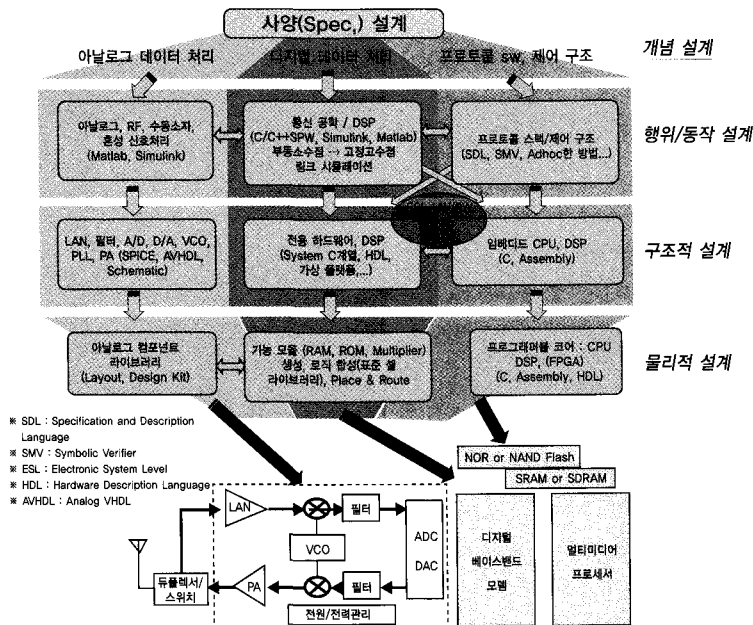 사양(Spec,) 설계
개념 설계
아날로그 데이터 처리
디지털 데이터 처리
프로토콜 sw, 제어 구조
아날로그, RF, 수동소자,
혼성 신호처리
(Matlab, Simulink)
통신 공학 / DSP
(C/C++SPW, Simulink, Matlab)
부동소수점 ↔ 고정고수점
링크 시뮬레이션
프로토콜 스택/제어 구조
(SDL, SMV, Adhoc한 방법...)
행위/동작 설계
LAN, 필터, A/D, D/A, VCO,
PLL, PA (SPICE, AVHDL,
Schematic)
전용 하드웨어, DSP
(System C계열, HDL,
가상 플랫폼,...)
임베디드 CPU, DSP
(C, Assembly)
구조적 설계
아날로그 컴포넌트
라이브러리
(Layout, Design Kit)
가능 모듈 (RAM, ROM, Multiplier)
생성, 로직 합성(표준 셀
라이브러리), Place & Route
프로그래머블 코어 : CPU
DSP, (FPGA)
(C, Assembly, HDL)
물리적 설계
※ SDL : Specification and Description
Language
※ SMV : Symbolic Verifier
※ ESL : Electronic System Level
※ HDL : Hardware Description Language
※ AVHDL : Analog VHDL
NOR or NAND Flash
SRAM or SDRAM
LAN
필터
ADC
DAC
VCO
듀플렉서/
스위치
PA
필터
전원/전력관리
디지털
베이스밴드
모뎀
멀티미디어
프로세서